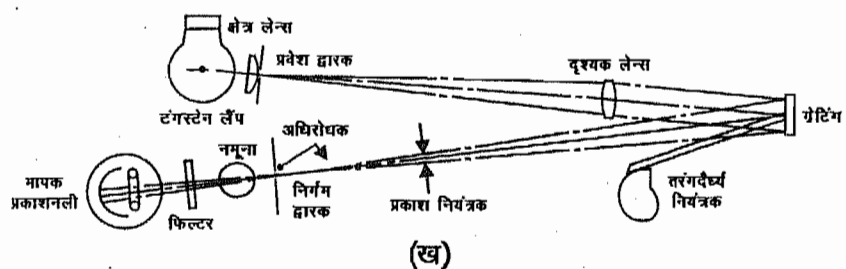 क्षेत्र लेन्स
प्रवेश द्वारक
दृश्यक लेन्स
ग्रेटिंग
टंगस्टेन लैंप
अधिरोधक
नमूना
मापक
प्रकाशनली
फिल्टर
निर्गम
द्वारक
प्रकाश नियंत्रक
तरंगदैर्घ्य
नियंत्रक
(ख)